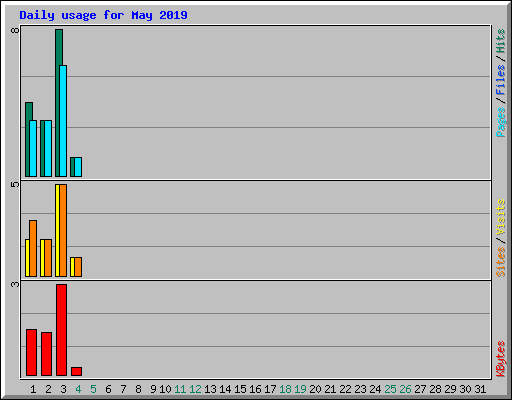 Daily usage for May 2019
8
5
3
Pages / Files / Hits
Sites / Visits
KBytes
1 2 3 4 5 6 7 8 9 10 11 12 13 14 15 16 17 18 19 20 21 22 23 24 25 26 27 28 29 30 31